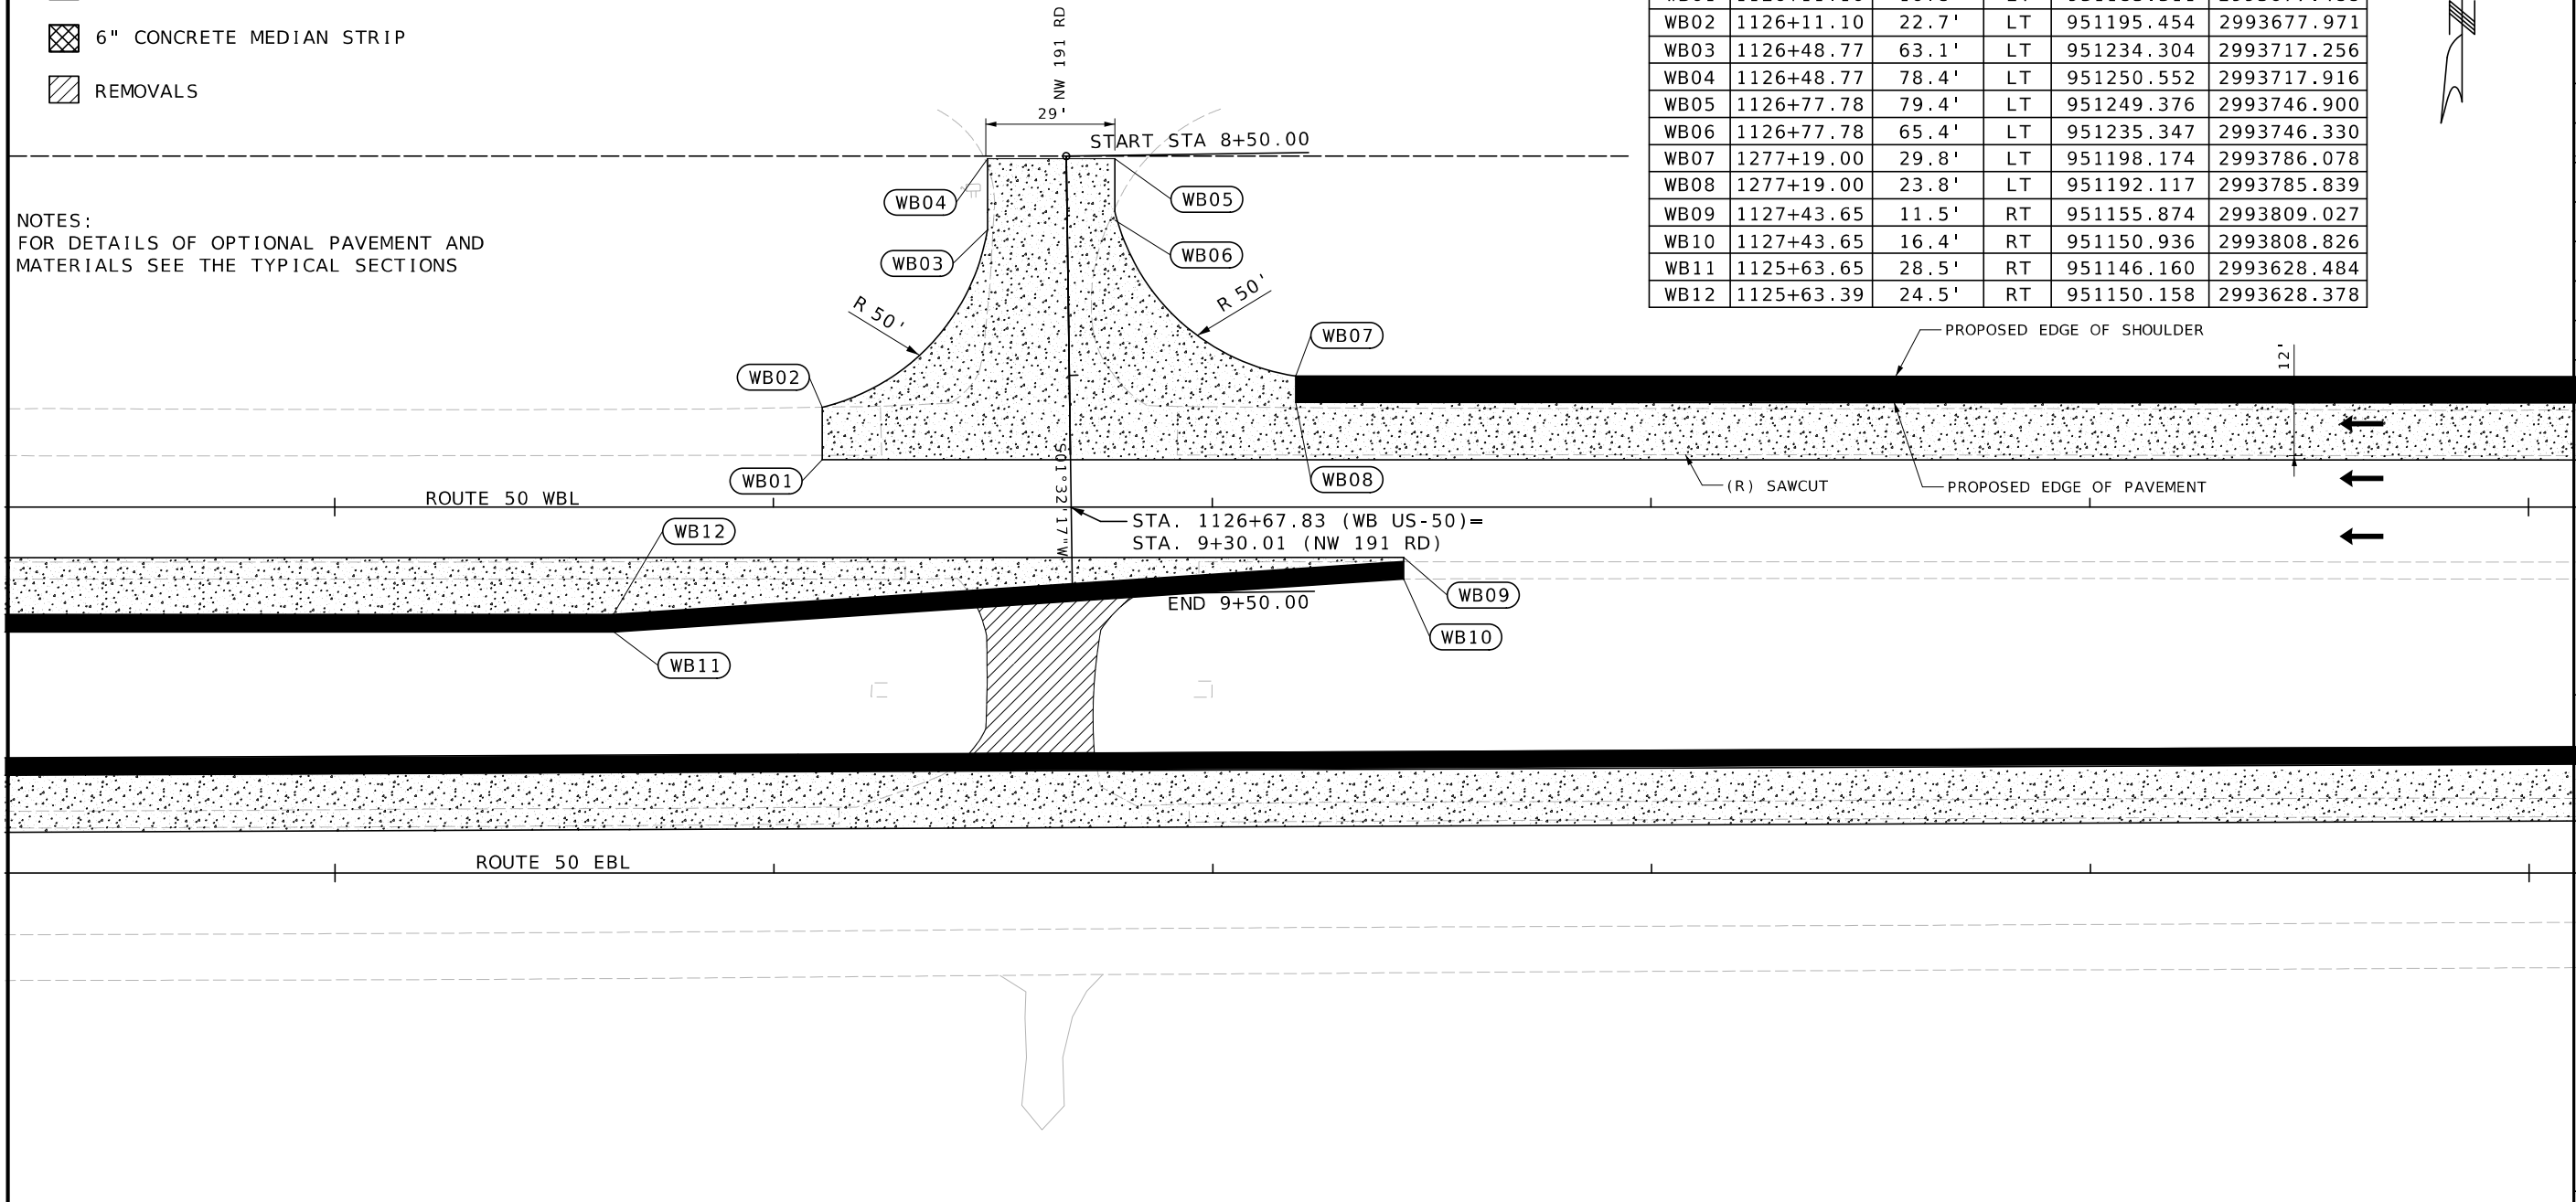 6" CONCRETE MEDIAN STRIP
REMOVALS
NOTES:
FOR DETAILS OF OPTIONAL PAVEMENT AND
MATERIALS SEE THE TYPICAL SECTIONS
NW 191 RD
29'
START STA 8+50.00
WB04
WB05
WB03
WB06
R 50'
R 50'
WB02
WB07
WB01
WB08
WB02 1126+11.10 22.7' LT 951195.454 2993677.971
WB03 1126+48.77 63.1' LT 951234.304 2993717.256
WB04 1126+48.77 78.4' LT 951250.552 2993717.916
WB05 1126+77.78 79.4' LT 951249.376 2993746.900
WB06 1126+77.78 65.4' LT 951235.347 2993746.330
WB07 1277+19.00 29.8' LT 951198.174 2993786.078
WB08 1277+19.00 23.8' LT 951192.117 2993785.839
WB09 1127+43.65 11.5' RT 951155.874 2993809.027
WB10 1127+43.65 16.4' RT 951150.936 2993808.826
WB11 1125+63.65 28.5' RT 951146.160 2993628.484
WB12 1125+63.39 24.5' RT 951150.158 2993628.378
PROPOSED EDGE OF SHOULDER
12'
(R) SAWCUT
PROPOSED EDGE OF PAVEMENT
ROUTE 50 WBL
S01°32'17"W
STA. 1126+67.83 (WB US-50)=
STA. 9+30.01 (NW 191 RD)
WB12
END 9+50.00
WB09
WB10
WB11
ROUTE 50 EBL